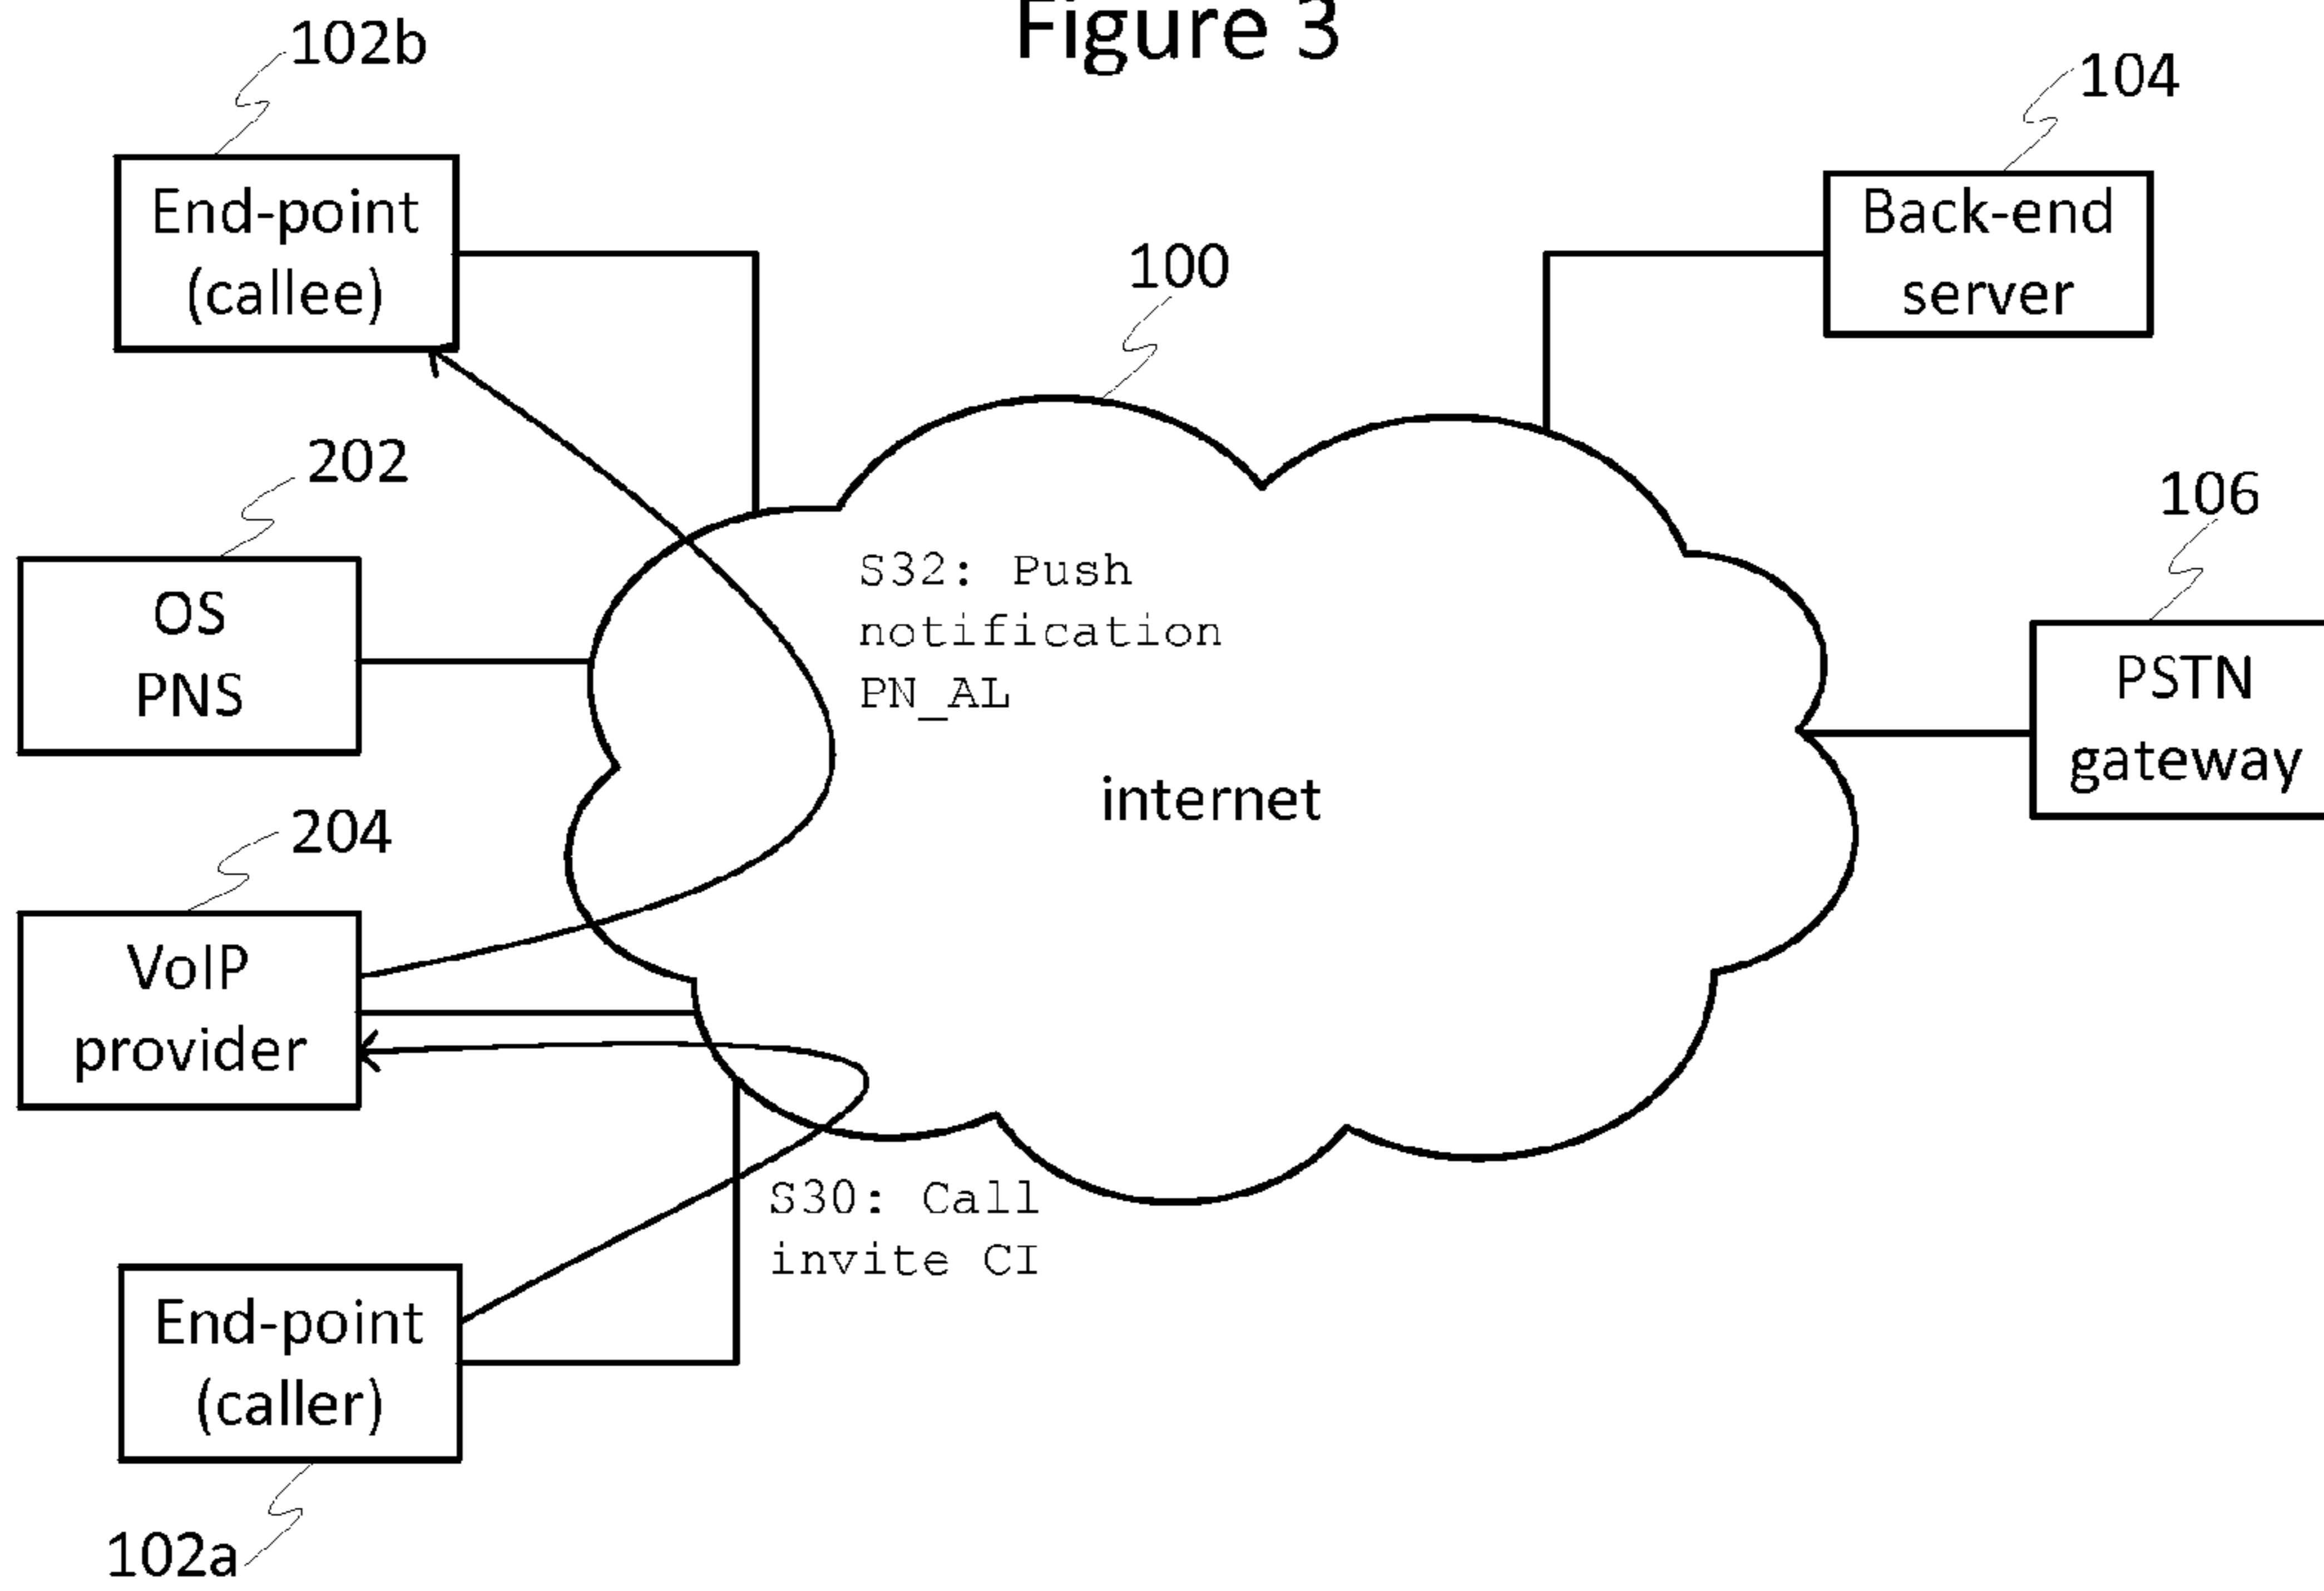 Figure 3
102b
End-point
(callee)
104
Back-end
server
100
202
OS
PNS
S32: Push
notification
PN_AL
106
PSTN
gateway
internet
204
VoIP
provider
S30: Call
invite CI
End-point
(caller)
102a